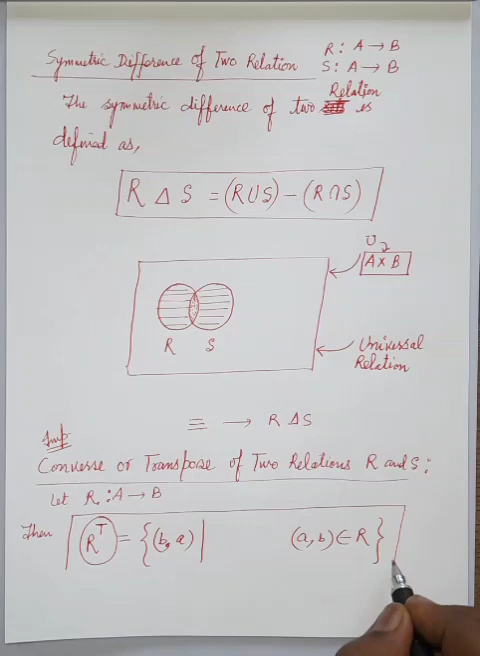 Symmetric Difference of Two Relation
R : A → B
S : A → B
The symmetric difference of two Relation is
defined as,
R Δ S = (R∪S) − (R∩S)
U
A × B
R S
Universal
Relation
≡ → R Δ S
Imp
Converse or Transpose of Two Relations R and S :
Let R : A → B
Then R^T = {(b, a) | (a, b) ∈ R}